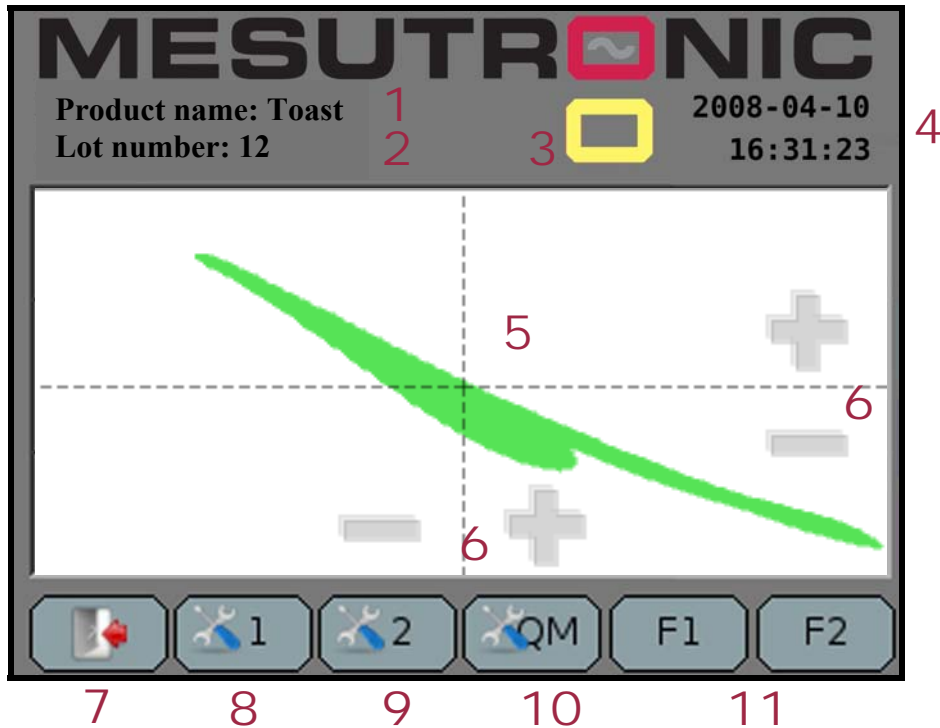 MESUTRONIC
Product name: Toast 1
Lot number: 12 2
3
2008-04-10
16:31:23
4
5
6
6
1
2
QM
F1
F2
7 8 9 10 11